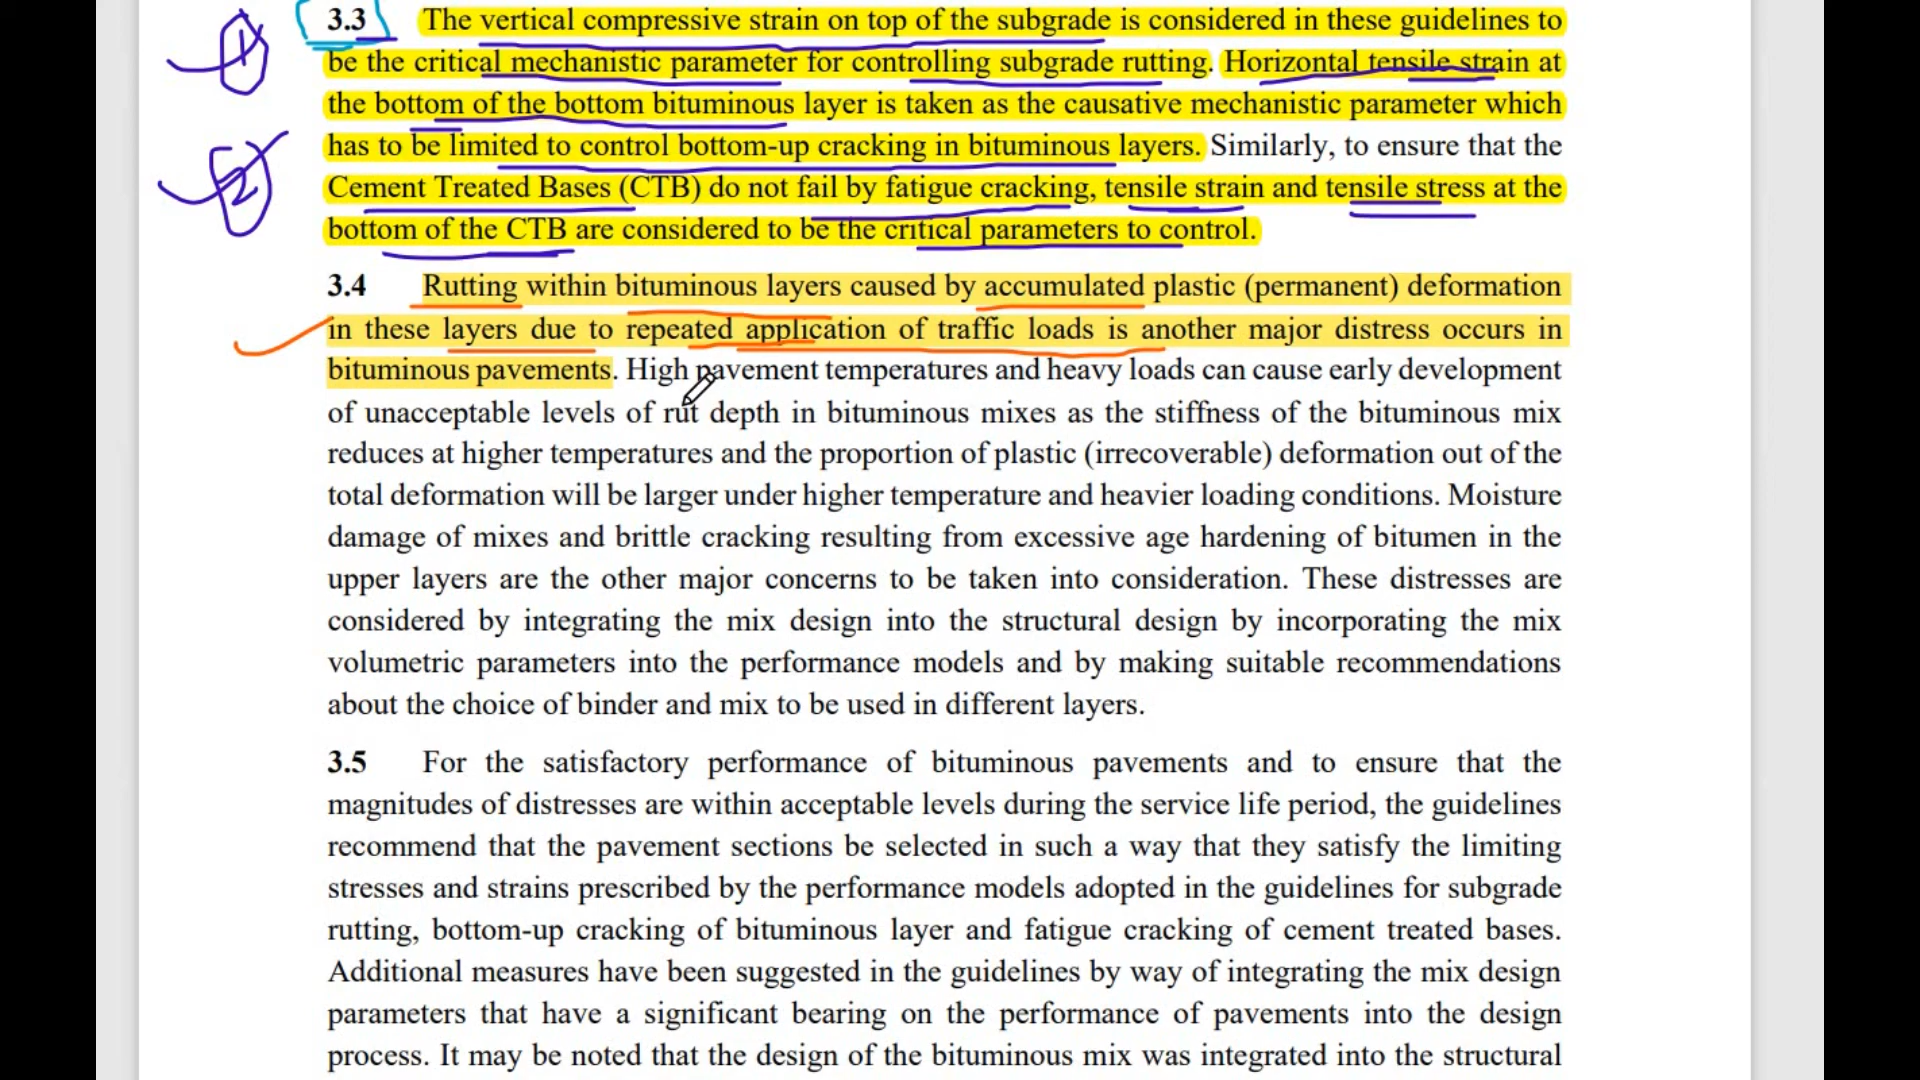 1
3.3 The vertical compressive strain on top of the subgrade is considered in these guidelines to
be the critical mechanistic parameter for controlling subgrade rutting. Horizontal tensile strain at
the bottom of the bottom bituminous layer is taken as the causative mechanistic parameter which
has to be limited to control bottom-up cracking in bituminous layers. Similarly, to ensure that the
2
Cement Treated Bases (CTB) do not fail by fatigue cracking, tensile strain and tensile stress at the
bottom of the CTB are considered to be the critical parameters to control.
3.4 Rutting within bituminous layers caused by accumulated plastic (permanent) deformation
in these layers due to repeated application of traffic loads is another major distress occurs in
bituminous pavements. High pavement temperatures and heavy loads can cause early development
of unacceptable levels of rut depth in bituminous mixes as the stiffness of the bituminous mix
reduces at higher temperatures and the proportion of plastic (irrecoverable) deformation out of the
total deformation will be larger under higher temperature and heavier loading conditions. Moisture
damage of mixes and brittle cracking resulting from excessive age hardening of bitumen in the
upper layers are the other major concerns to be taken into consideration. These distresses are
considered by integrating the mix design into the structural design by incorporating the mix
volumetric parameters into the performance models and by making suitable recommendations
about the choice of binder and mix to be used in different layers.
3.5 For the satisfactory performance of bituminous pavements and to ensure that the
magnitudes of distresses are within acceptable levels during the service life period, the guidelines
recommend that the pavement sections be selected in such a way that they satisfy the limiting
stresses and strains prescribed by the performance models adopted in the guidelines for subgrade
rutting, bottom-up cracking of bituminous layer and fatigue cracking of cement treated bases.
Additional measures have been suggested in the guidelines by way of integrating the mix design
parameters that have a significant bearing on the performance of pavements into the design
process. It may be noted that the design of the bituminous mix was integrated into the structural